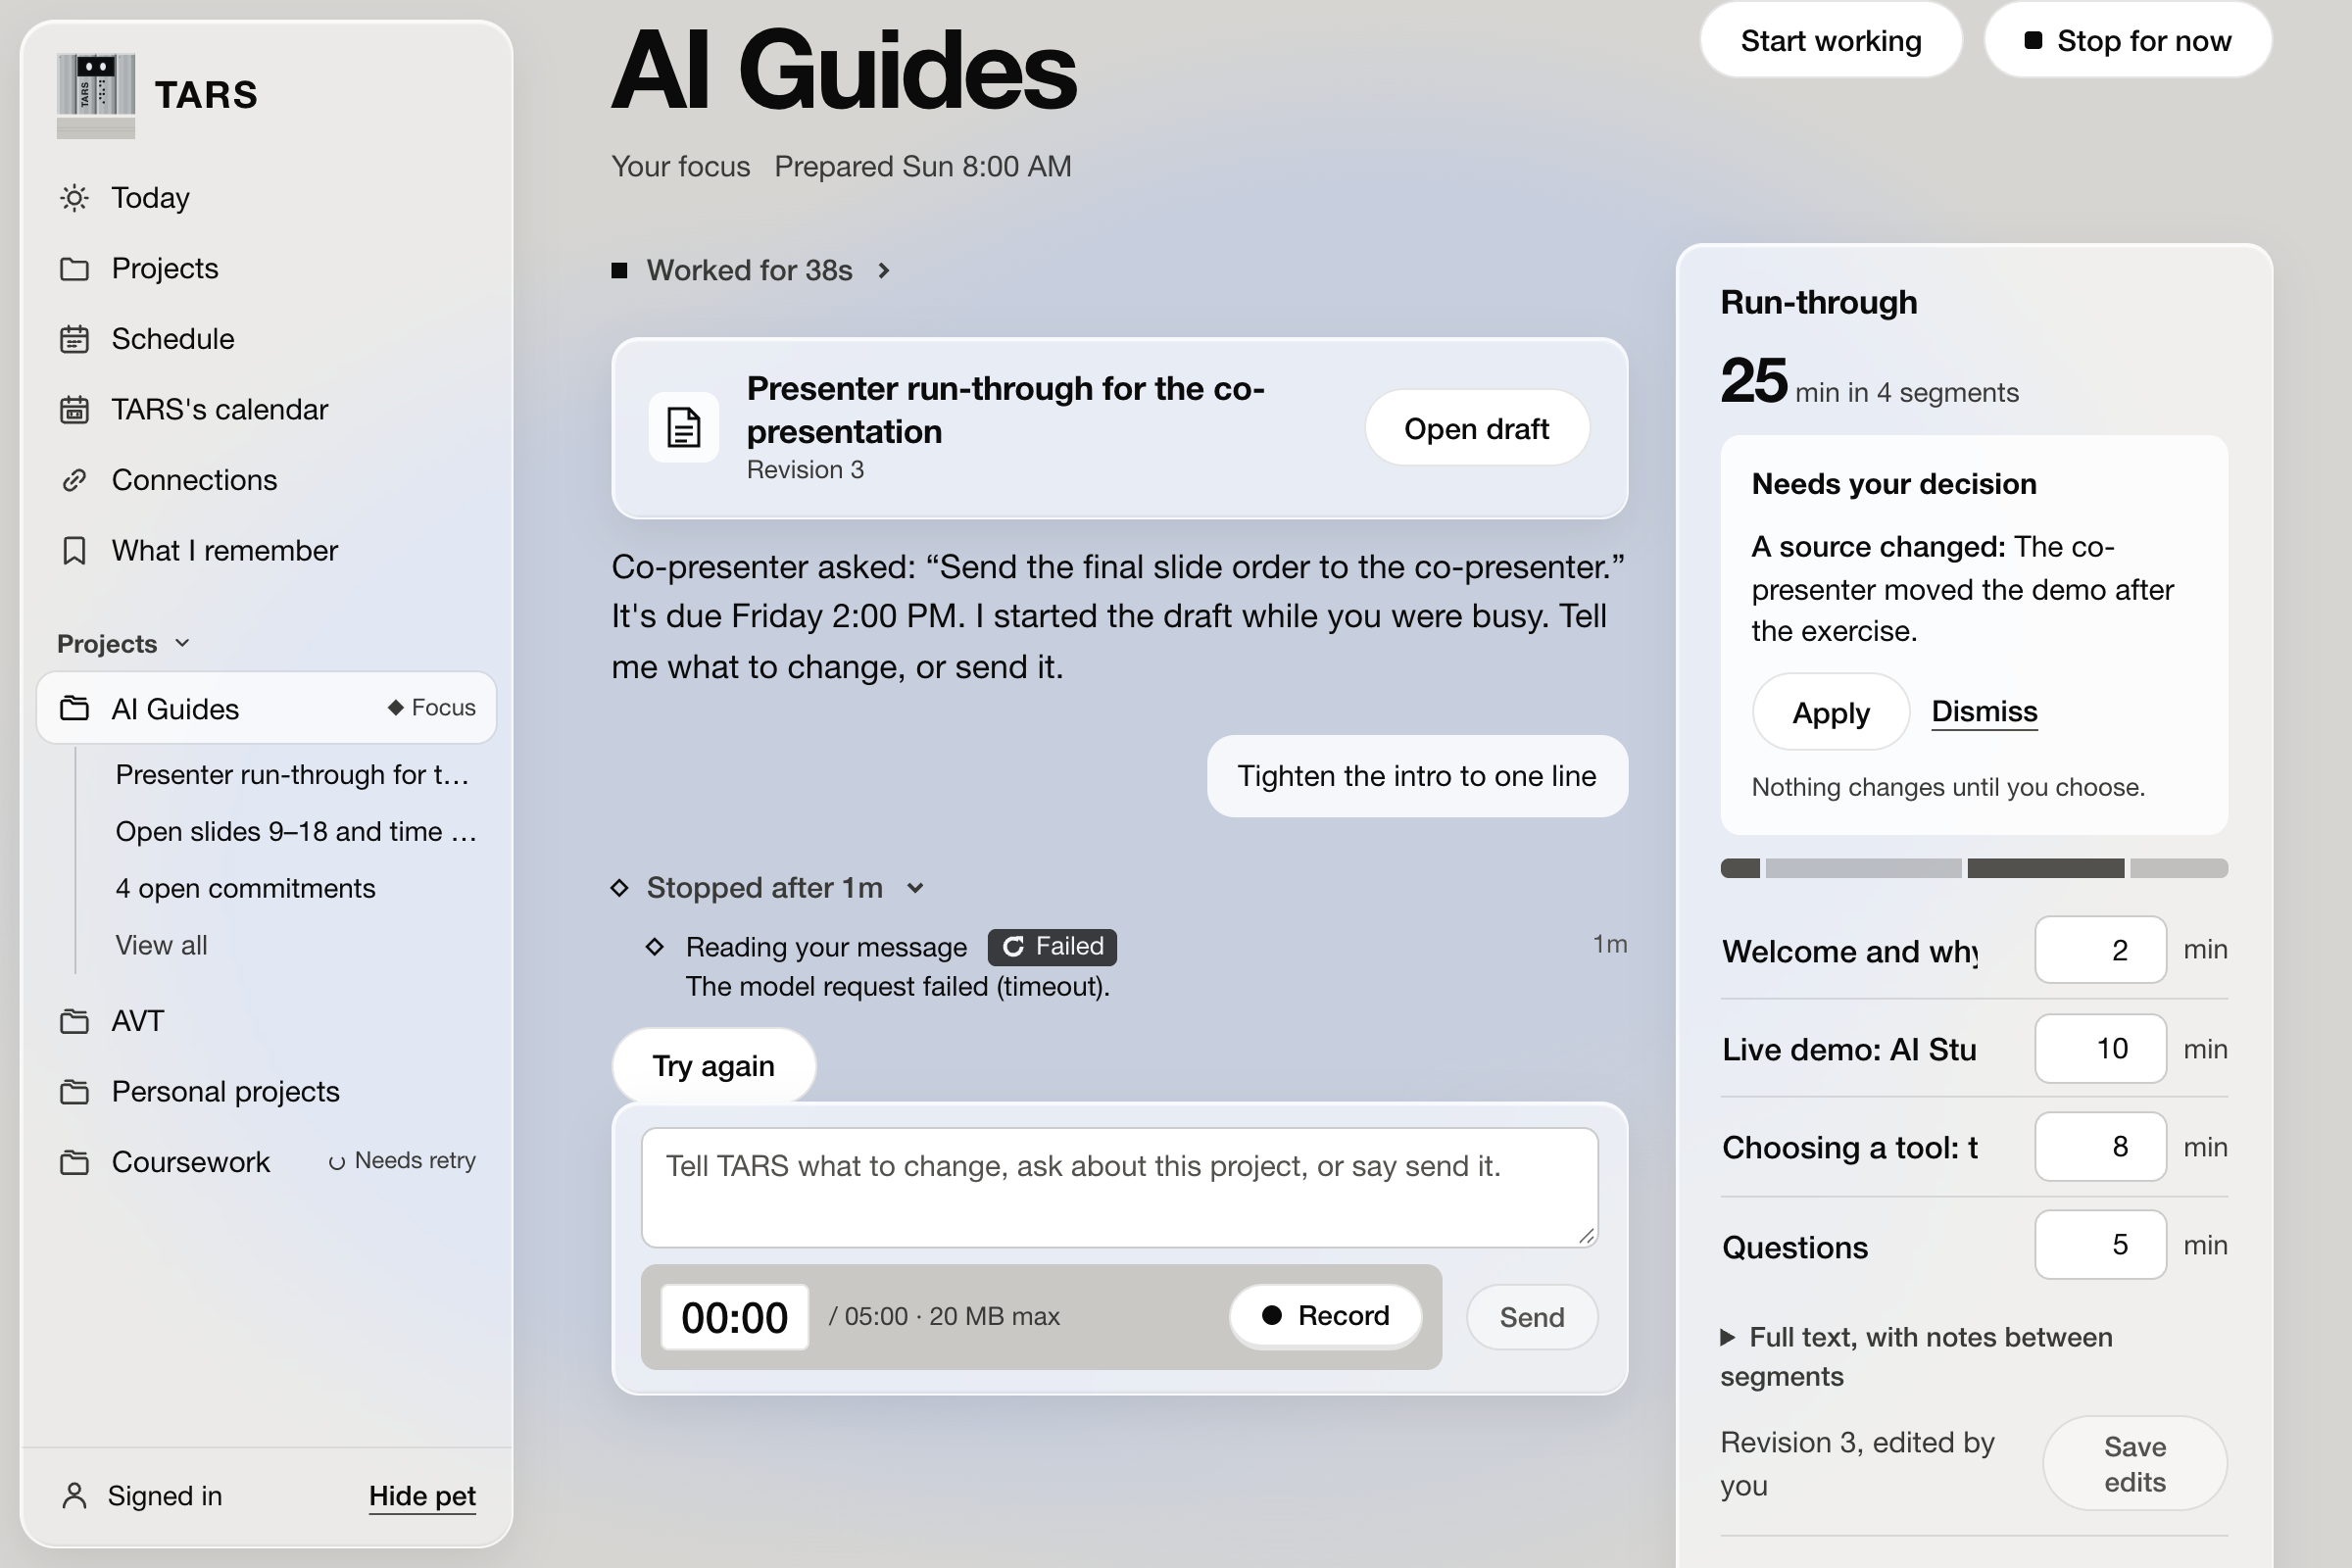 TARS
TARS
Today
Projects
Schedule
TARS's calendar
Connections
What I remember
Projects
AI Guides
Focus
Presenter run-through for t…
Open slides 9–18 and time …
4 open commitments
View all
AVT
Personal projects
Coursework
Needs retry
Signed in
Hide pet
AI Guides
Your focus Prepared Sun 8:00 AM
Start working
Stop for now
Worked for 38s
Presenter run-through for the co-
presentation
Revision 3
Open draft
Co-presenter asked: “Send the final slide order to the co-presenter.”
It's due Friday 2:00 PM. I started the draft while you were busy. Tell
me what to change, or send it.
Tighten the intro to one line
Stopped after 1m
Reading your message Failed 1m
The model request failed (timeout).
Try again
Tell TARS what to change, ask about this project, or say send it.
00:00 / 05:00 · 20 MB max
Record
Send
Run-through
25 min in 4 segments
Needs your decision
A source changed: The co-
presenter moved the demo after
the exercise.
Apply
Dismiss
Nothing changes until you choose.
Welcome and why 2 min
Live demo: AI Stu 10 min
Choosing a tool: t 8 min
Questions 5 min
Full text, with notes between
segments
Revision 3, edited by
you
Save
edits